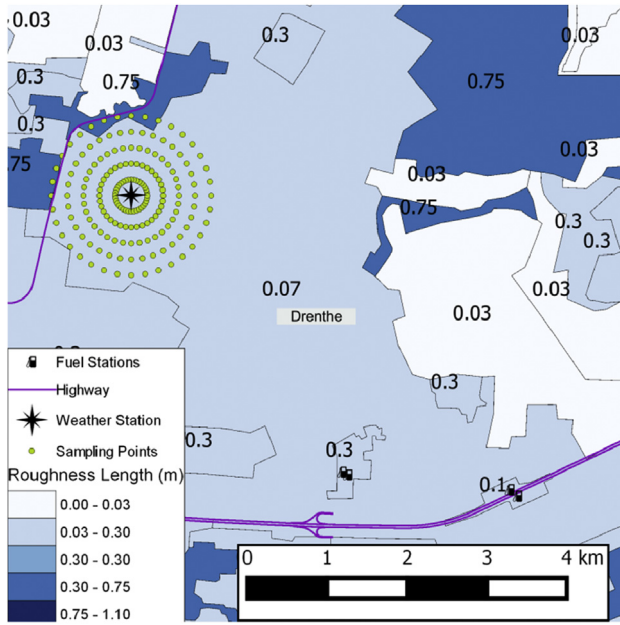 0.03
0.03
0.3
0.03
0.3
0.75
0.75
0.3
0.03
75
0.03
0.75
0.3
0.3
0.07
0.03
Drenthe
0.03
Fuel Stations
0.3
Highway
Weather Station
0.3
0.3
Sampling Points
Roughness Length (m)
0.1
0.00 - 0.03
0.03 - 0.30
0.30 - 0.30
0.30 - 0.75
0.75 - 1.10
0 1 2 3 4 km